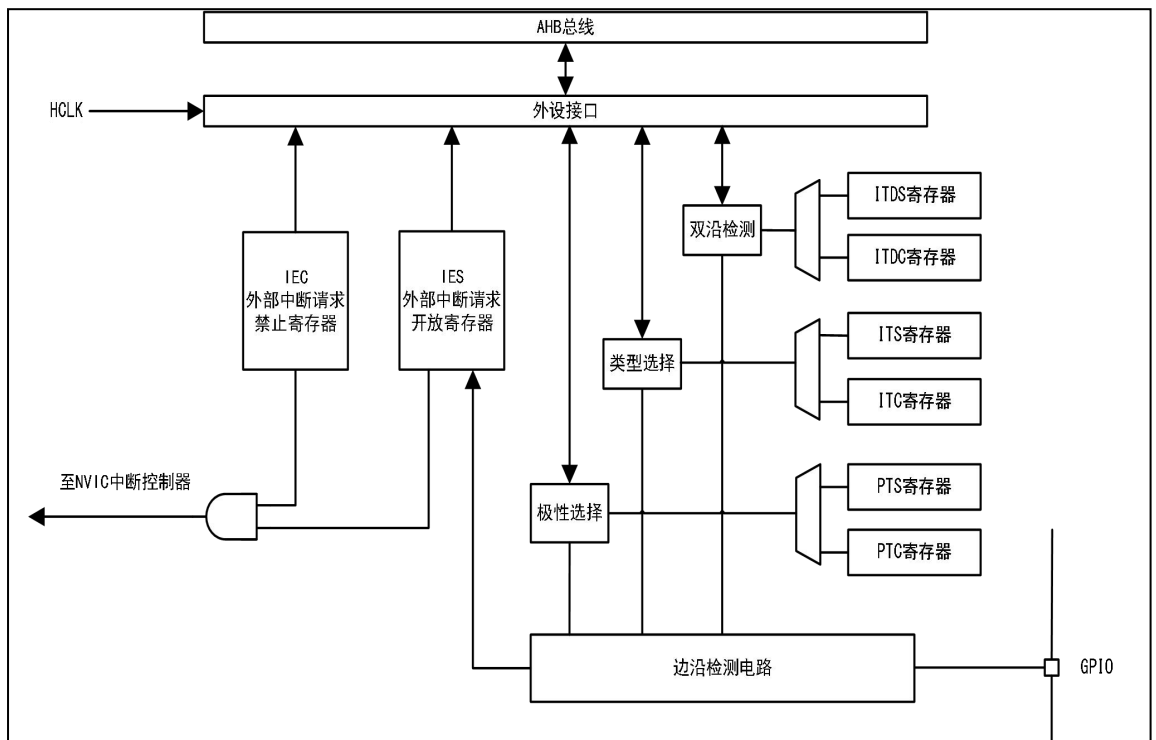 AHB总线
HCLK
外设接口
ITDS寄存器
双沿检测
ITDC寄存器
IEC
外部中断请求
禁止寄存器
IES
外部中断请求
开放寄存器
ITS寄存器
类型选择
ITC寄存器
至NVIC中断控制器
PTS寄存器
极性选择
PTC寄存器
边沿检测电路
GPIO